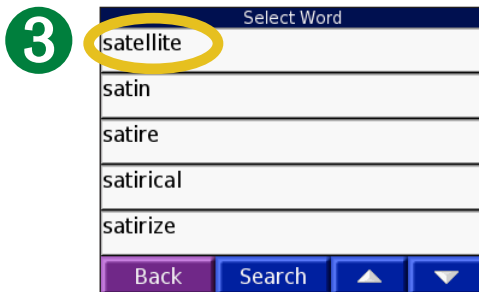 3
Select Word
satellite
satin
satire
satirical
satirize
Back Search